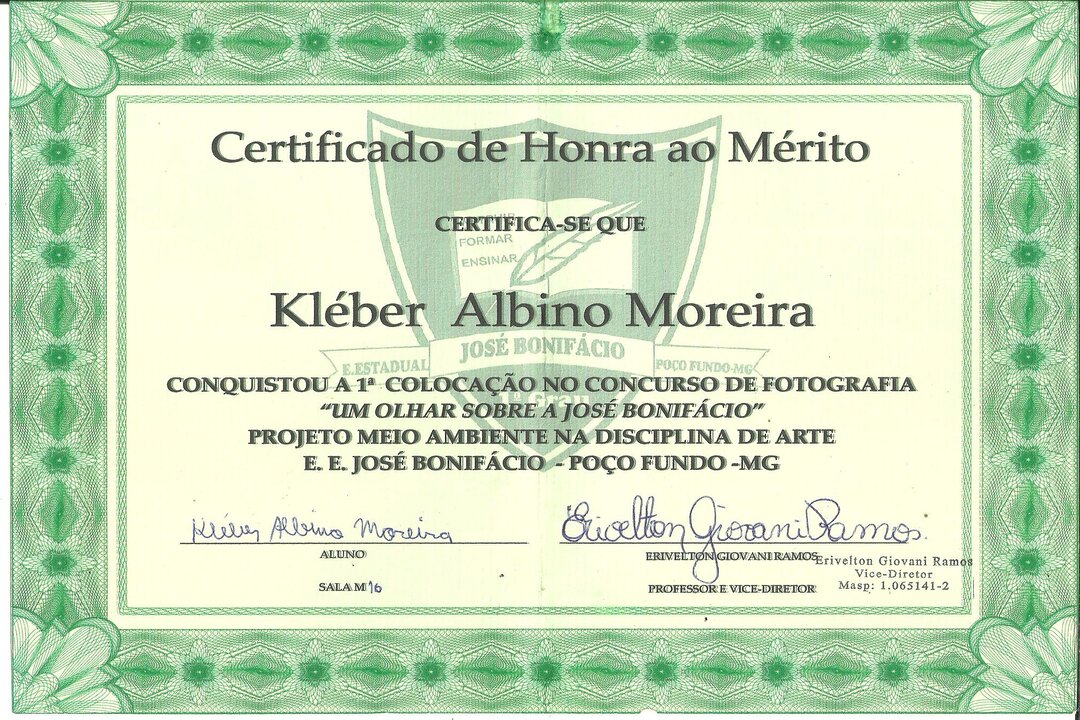 Certificado de Honra ao Mérito
CERTIFICA-SE QUE
FORMAR
ENSINAR
Kléber Albino Moreira
JOSÉ BONIFÁCIO
E.ESTADUAL
POÇO FUNDO-MG
CONQUISTOU A 1ª COLOCAÇÃO NO CONCURSO DE FOTOGRAFIA
“UM OLHAR SOBRE A JOSÉ BONIFÁCIO”
PROJETO MEIO AMBIENTE NA DISCIPLINA DE ARTE
E. E. JOSÉ BONIFÁCIO - POÇO FUNDO -MG
Kléber Albino Moreira
Erivelton Giovani Ramos
ALUNO
ERIVELTON GIOVANI RAMOS
Erivelton Giovani Ramos
Vice-Diretor
Masp: 1.065141-2
SALA M 16
PROFESSOR E VICE-DIRETOR